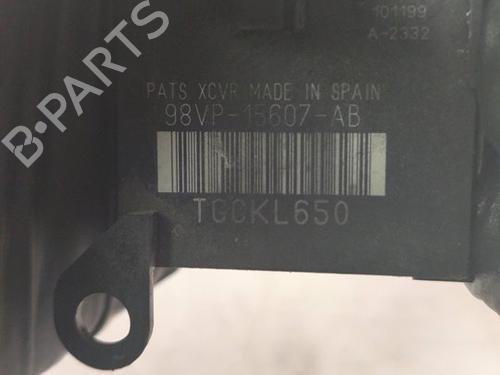 101199
A-2332
PATS XCVR MADE IN SPAIN
98VP-15607-AB
TGCKL650
B-PARTS